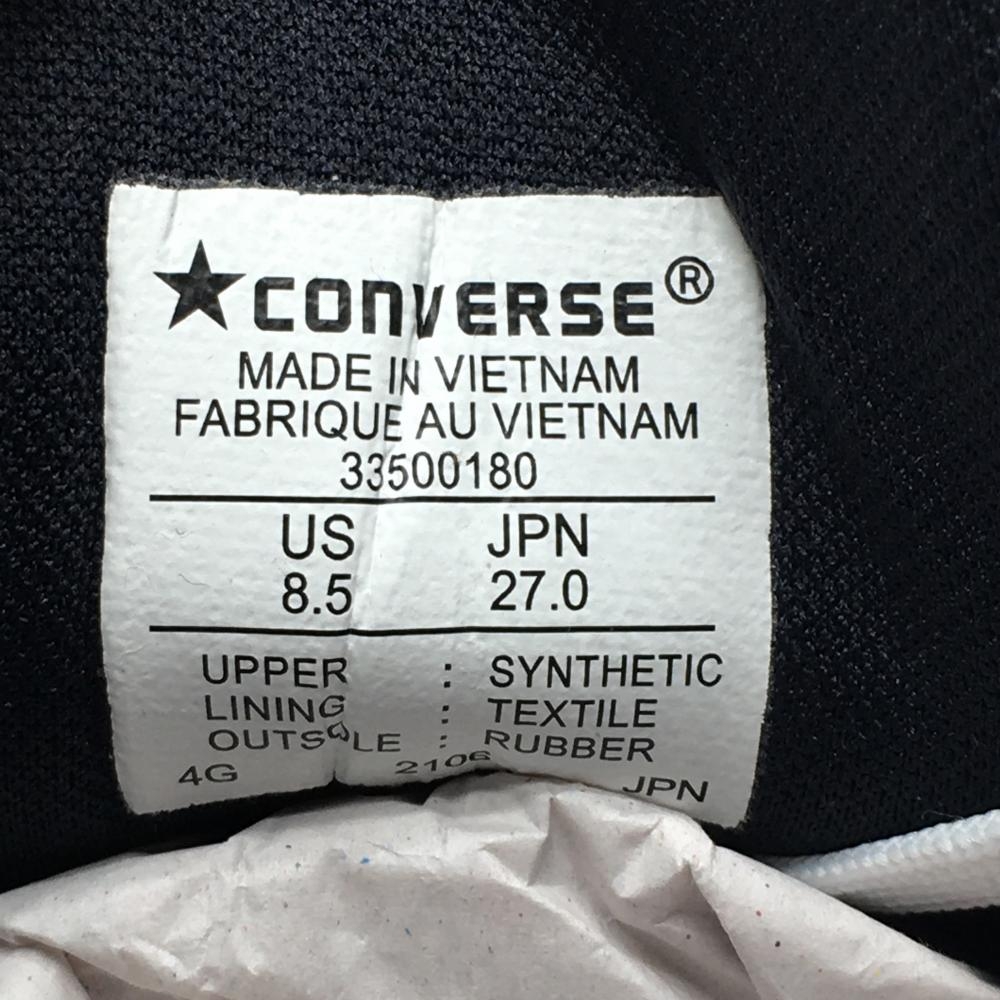 ★CONVERSE®
MADE IN VIETNAM
FABRIQUE AU VIETNAM
33500180
US JPN
8.5 27.0
UPPER : SYNTHETIC
LINING : TEXTILE
OUTSOLE : RUBBER
4G 2106 JPN